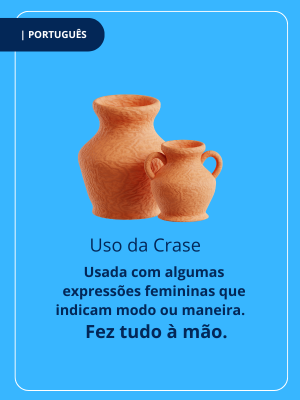 | PORTUGUÊS
Uso da Crase
Usada com algumas
expressões femininas que
indicam modo ou maneira.
Fez tudo à mão.